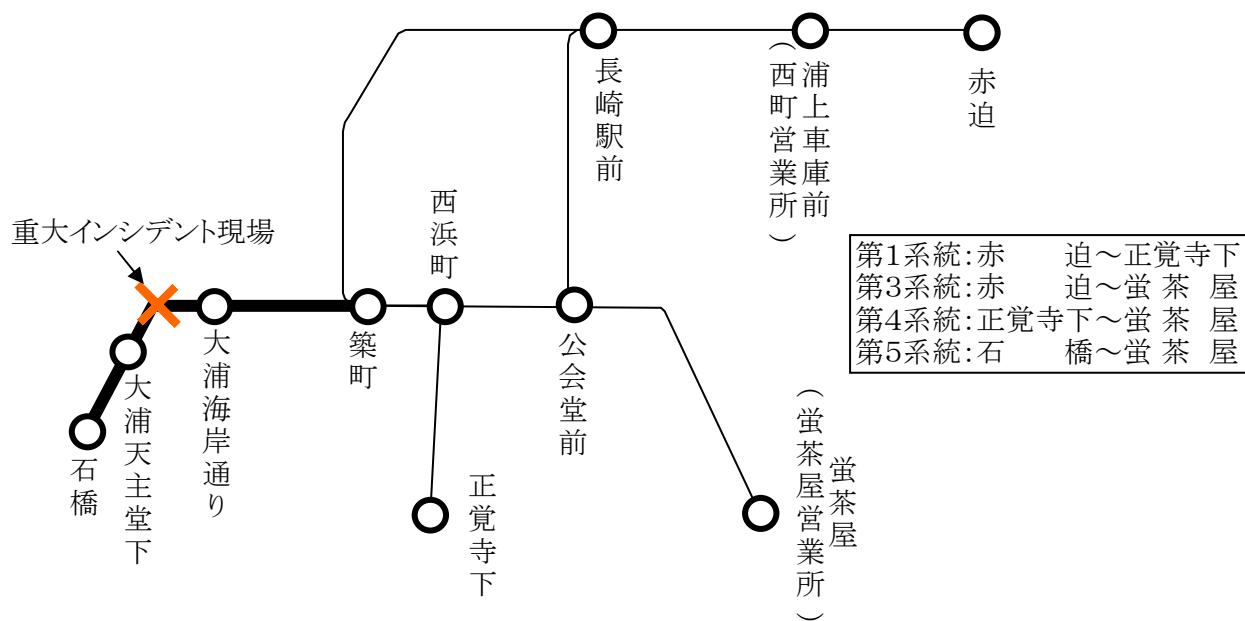 長崎駅前
浦上車庫前
（西町営業所）
赤迫
重大インシデント現場
西浜町
第1系統：赤　　迫～正覚寺下
第3系統：赤　　迫～蛍 茶 屋
第4系統：正覚寺下～蛍 茶 屋
第5系統：石　　橋～蛍 茶 屋
大浦海岸通り
築町
公会堂前
大浦天主堂下
石橋
正覚寺下
蛍茶屋
（蛍茶屋営業所）